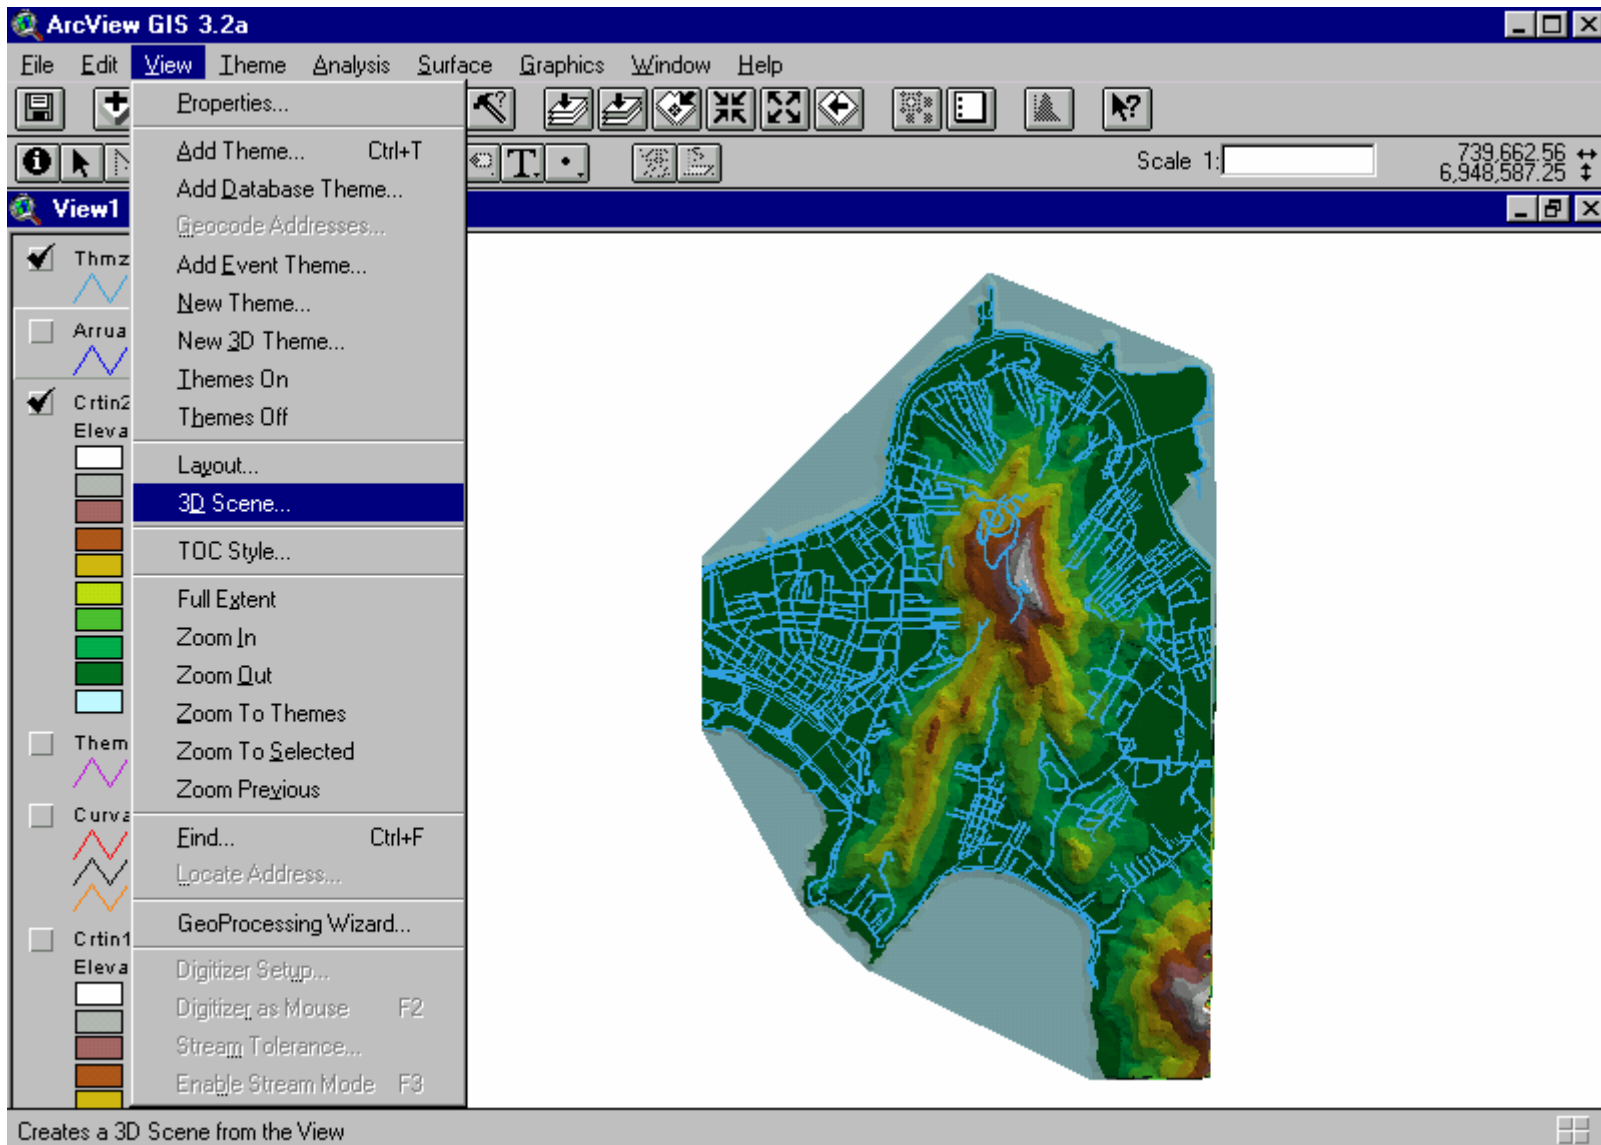 ArcView GIS 3.2a
File Edit View Theme Analysis Surface Graphics Window Help
Scale 1:
739,662.56
6,948,587.25
View1
Properties...
Add Theme... Ctrl+T
Add Database Theme...
Geocode Addresses...
Add Event Theme...
New Theme...
New 3D Theme...
Themes On
Themes Off
Layout...
3D Scene...
TOC Style...
Full Extent
Zoom In
Zoom Out
Zoom To Themes
Zoom To Selected
Zoom Previous
Find... Ctrl+F
Locate Address...
GeoProcessing Wizard...
Digitizer Setup...
Digitizer as Mouse F2
Stream Tolerance...
Enable Stream Mode F3
Thmz
Arrua
Crtin2
Eleva
Them
Curva
Crtin1
Eleva
Creates a 3D Scene from the View